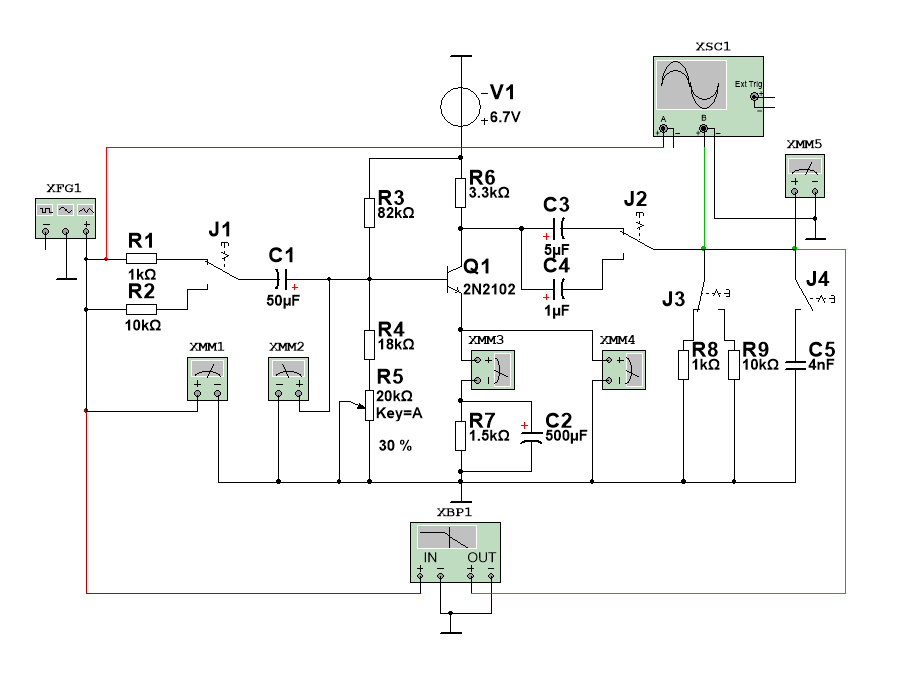 XSC1
V1
6.7V
Ext Trig
A
B
XMM5
XFG1
R6
3.3kΩ
R3
82kΩ
C3
5µF
J2
J1
R1
1kΩ
C1
50µF
Q1
2N2102
C4
1µF
R2
10kΩ
J3
J4
XMM1
XMM2
R4
18kΩ
XMM3
XMM4
R8
1kΩ
R9
10kΩ
C5
4nF
R5
20kΩ
Key=A
30 %
R7
1.5kΩ
C2
500µF
XBP1
IN
OUT